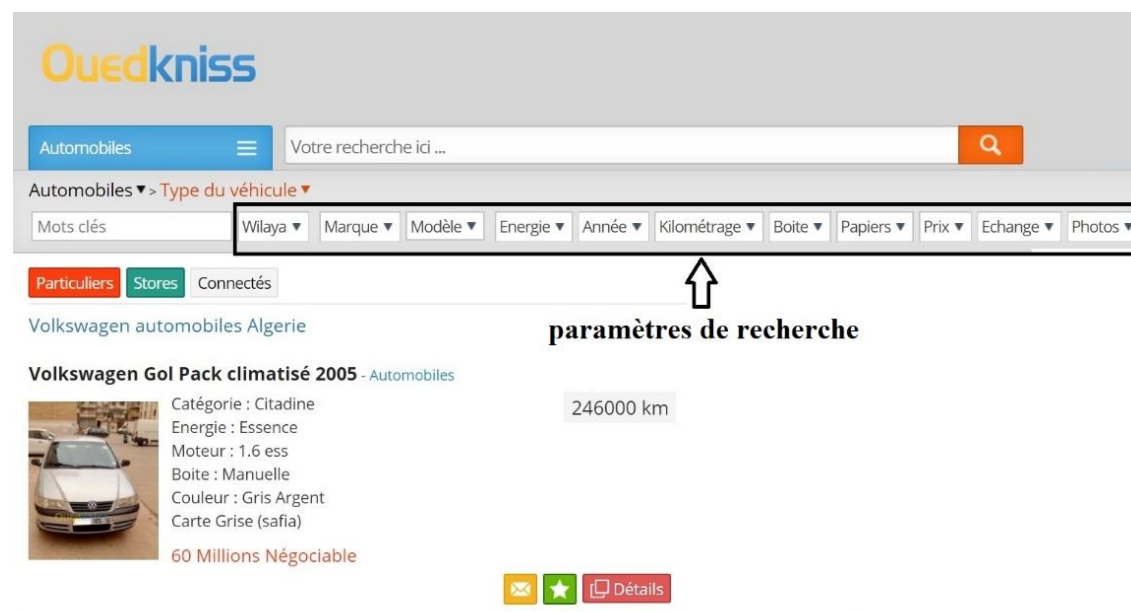 Ouedkniss
Automobiles
Votre recherche ici ...
Automobiles ▼ > Type du véhicule ▼
Mots clés Wilaya ▼ Marque ▼ Modèle ▼ Energie ▼ Année ▼ Kilométrage ▼ Boite ▼ Papiers ▼ Prix ▼ Echange ▼ Photos ▼
Particuliers Stores Connectés
paramètres de recherche
Volkswagen automobiles Algerie
Volkswagen Gol Pack climatisé 2005 - Automobiles
Catégorie : Citadine
246000 km
Energie : Essence
Moteur : 1.6 ess
Boite : Manuelle
Couleur : Gris Argent
Carte Grise (safia)
60 Millions Négociable
Détails